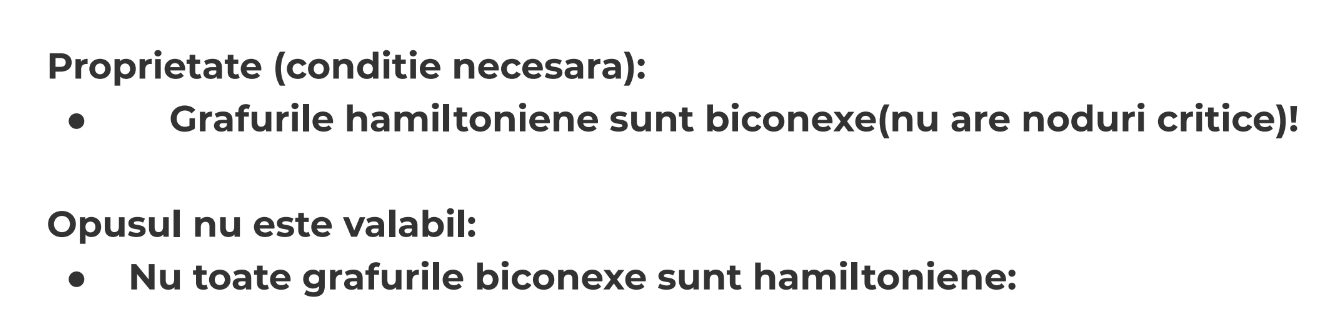 Proprietate (conditie necesara):
● Grafurile hamiltoniene sunt biconexe(nu are noduri critice)!
Opusul nu este valabil:
● Nu toate grafurile biconexe sunt hamiltoniene: